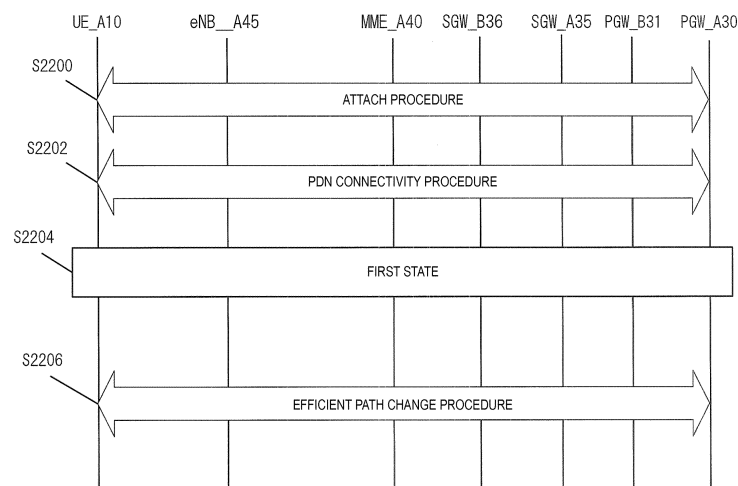 UE_A10 eNB__A45 MME_A40 SGW_B36 SGW_A35 PGW_B31 PGW_A30
S2200
ATTACH PROCEDURE
S2202
PDN CONNECTIVITY PROCEDURE
S2204
FIRST STATE
S2206
EFFICIENT PATH CHANGE PROCEDURE